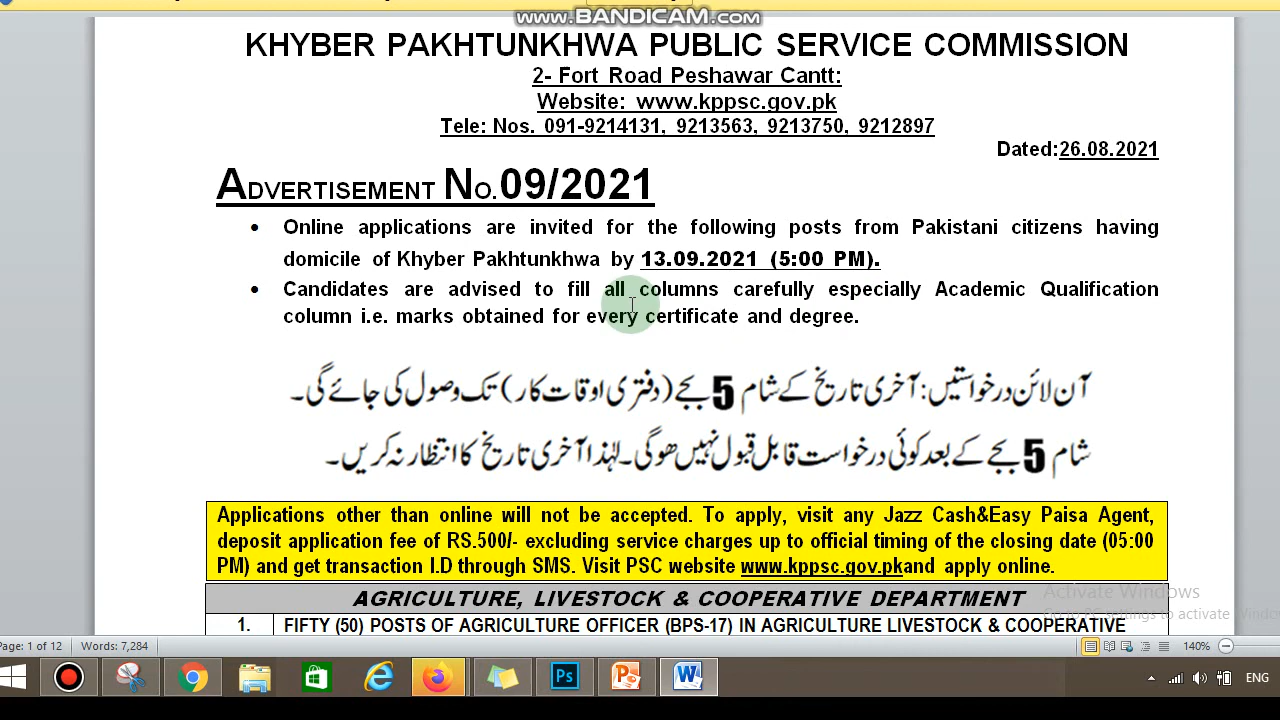 WWW.BANDICAM.COM
KHYBER PAKHTUNKHWA PUBLIC SERVICE COMMISSION
2- Fort Road Peshawar Cantt:
Website: www.kppsc.gov.pk
Tele: Nos. 091-9214131, 9213563, 9213750, 9212897
Dated:26.08.2021
ADVERTISEMENT NO.09/2021
• Online applications are invited for the following posts from Pakistani citizens having
domicile of Khyber Pakhtunkhwa by 13.09.2021 (5:00 PM).
• Candidates are advised to fill all columns carefully especially Academic Qualification
column i.e. marks obtained for every certificate and degree.
آن لائن درخواستیں: آخری تاریخ کے شام 5 بجے (دفتری اوقات کار) تک وصول کی جائے گی۔
شام 5 بجے کے بعد کوئی درخواست قابل قبول نہیں ھوگی۔ لہٰذا آخری تاریخ کا انتظار نہ کریں۔
Applications other than online will not be accepted. To apply, visit any Jazz Cash&Easy Paisa Agent,
deposit application fee of RS.500/- excluding service charges up to official timing of the closing date (05:00
PM) and get transaction I.D through SMS. Visit PSC website www.kppsc.gov.pkand apply online.
AGRICULTURE, LIVESTOCK & COOPERATIVE DEPARTMENT
1. FIFTY (50) POSTS OF AGRICULTURE OFFICER (BPS-17) IN AGRICULTURE LIVESTOCK & COOPERATIVE
Activate Windows
Go to PC settings to activate Windows
Page: 1 of 12 Words: 7,284 140%
Ps
ENG